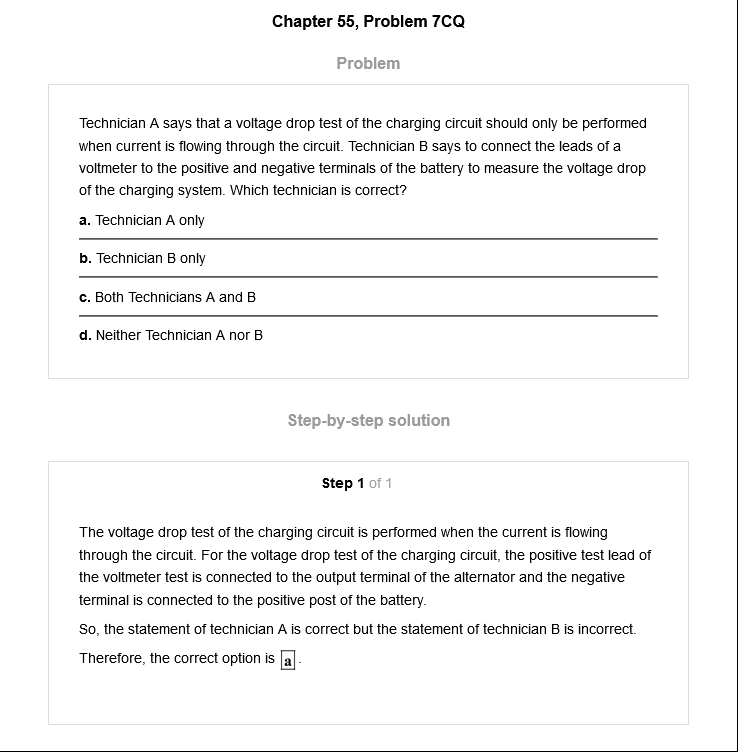 Chapter 55, Problem 7CQ
Problem
Technician A says that a voltage drop test of the charging circuit should only be performed
when current is flowing through the circuit. Technician B says to connect the leads of a
voltmeter to the positive and negative terminals of the battery to measure the voltage drop
of the charging system. Which technician is correct?
a. Technician A only
b. Technician B only
c. Both Technicians A and B
d. Neither Technician A nor B
Step-by-step solution
Step 1 of 1
The voltage drop test of the charging circuit is performed when the current is flowing
through the circuit. For the voltage drop test of the charging circuit, the positive test lead of
the voltmeter test is connected to the output terminal of the alternator and the negative
terminal is connected to the positive post of the battery.
So, the statement of technician A is correct but the statement of technician B is incorrect.
Therefore, the correct option is a.